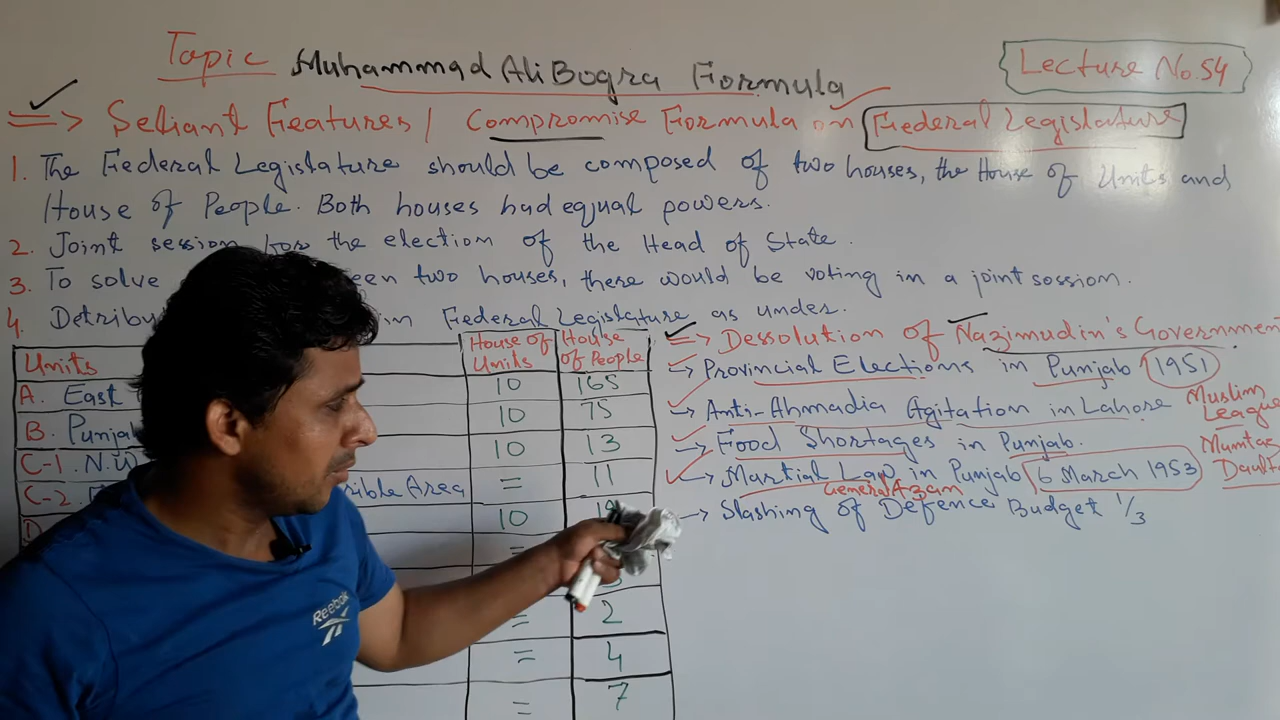 Topic Muhammad Ali Bogra Formula
Lecture No. 54
=> Seliant Features / Compromise Formula on Federal Legislature
1. The Federal Legislature should be composed of two houses, the House of Units and
House of People. Both houses had equal powers.
2. Joint session for the election of the Head of State.
3. To solve een two houses, there would be voting in a joint sossion.
4. Detribu in Federal Legislature as under.
Units House of Units House of People
A. East 10 165
B. Punja 10 75
C-1. N.W 10 13
C-2. rible Area = 11
D. 10 19
=
= 2
= 4
= 7
=> Dessolution of Nazimudin's Government
-> Provincial Elections in Punjab 1951
-> Anti-Ahmadia Agitation in Lahore
-> Food Shortages in Punjab.
-> Martial Law in Punjab 6 March 1953
General Azam
-> Slashing of Defence Budget 1/3
Muslim
League
Mumtaz
Daulta
Reebok